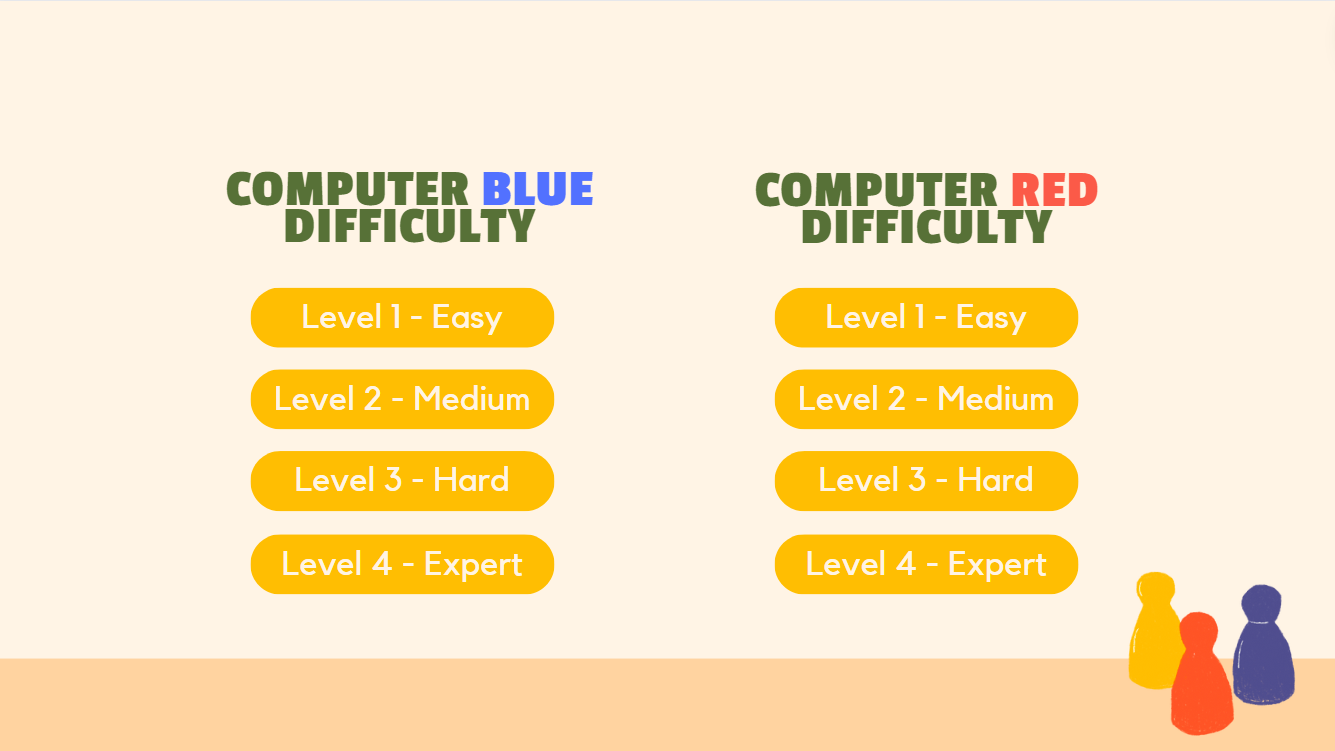 COMPUTER BLUE
DIFFICULTY
Level 1 - Easy
Level 2 - Medium
Level 3 - Hard
Level 4 - Expert
COMPUTER RED
DIFFICULTY
Level 1 - Easy
Level 2 - Medium
Level 3 - Hard
Level 4 - Expert